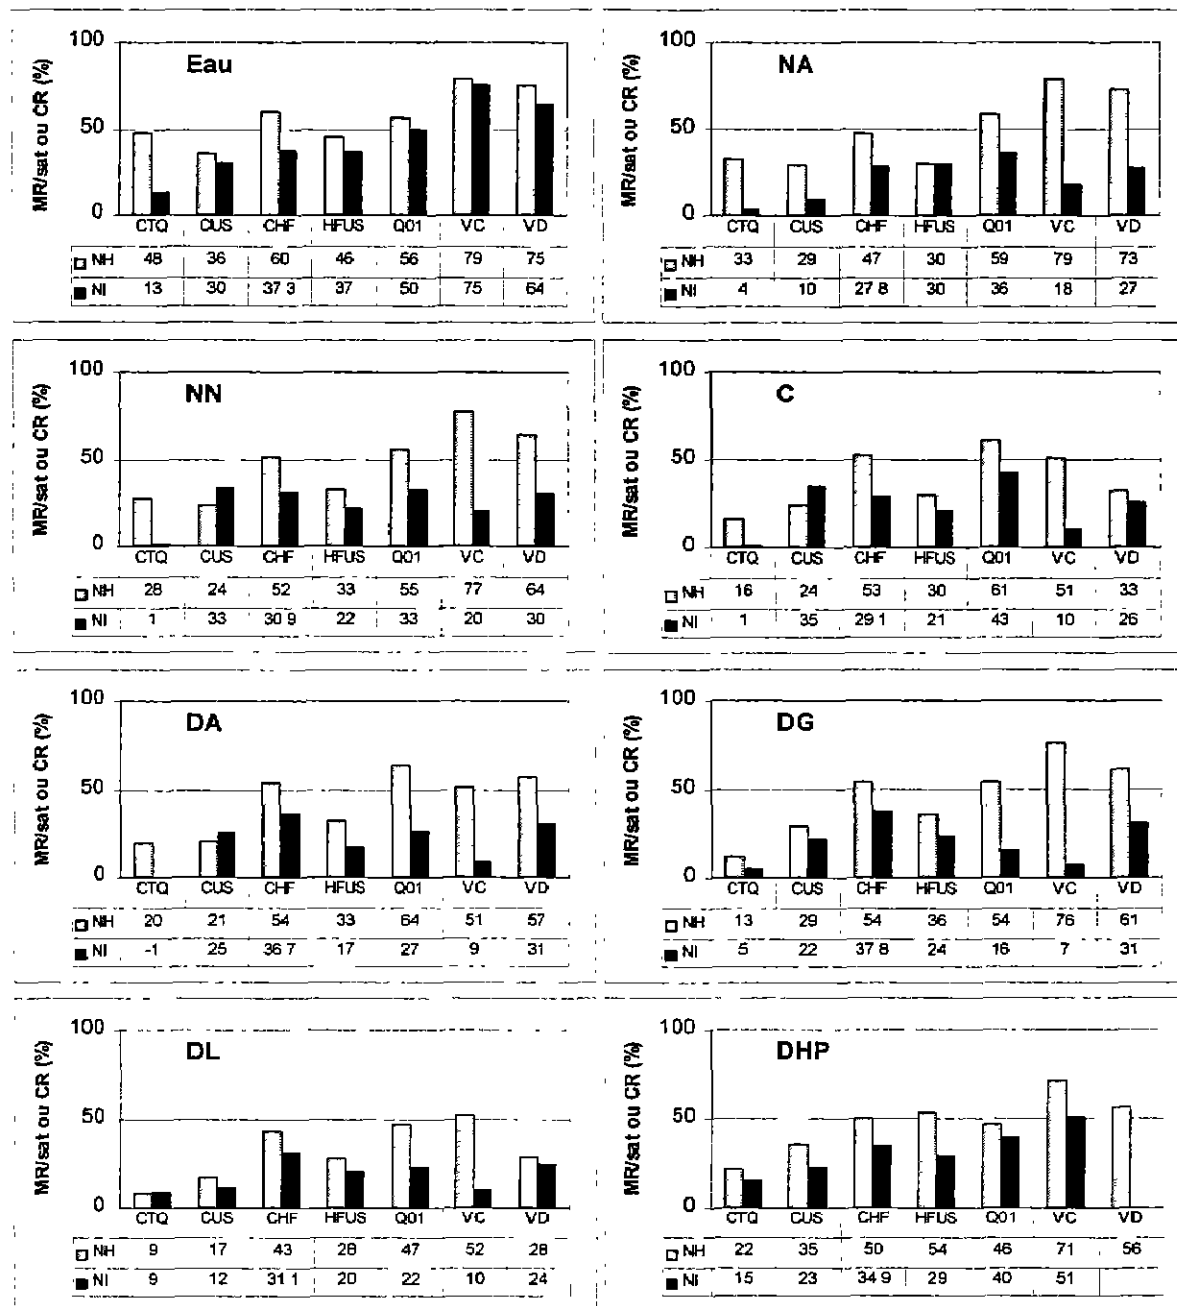 MR/sat ou CR (%)
100
50
0
Eau
CTQ CUS CHF HFUS Q01 VC VD
NH 48 36 60 46 56 79 75
NI 13 30 37 3 37 50 75 64
MR/sat ou CR (%)
100
50
0
NA
CTQ CUS CHF HFUS Q01 VC VD
NH 33 29 47 30 59 79 73
NI 4 10 27 8 30 36 18 27
MR/sat ou CR (%)
100
50
0
NN
CTQ CUS CHF HFUS Q01 VC VD
NH 28 24 52 33 55 77 64
NI 1 33 30 9 22 33 20 30
MR/sat ou CR (%)
100
50
0
C
CTQ CUS CHF HFUS Q01 VC VD
NH 16 24 53 30 61 51 33
NI 1 35 29 1 21 43 10 26
MR/sat ou CR (%)
100
50
0
DA
CTQ CUS CHF HFUS Q01 VC VD
NH 20 21 54 33 64 51 57
NI -1 25 36 7 17 27 9 31
MR/sat ou CR (%)
100
50
0
DG
CTQ CUS CHF HFUS Q01 VC VD
NH 13 29 54 36 54 76 61
NI 5 22 37 8 24 16 7 31
MR/sat ou CR (%)
100
50
0
DL
CTQ CUS CHF HFUS Q01 VC VD
NH 9 17 43 28 47 52 28
NI 9 12 31 1 20 22 10 24
MR/sat ou CR (%)
100
50
0
DHP
CTQ CUS CHF HFUS Q01 VC VD
NH 22 35 50 54 46 71 56
NI 15 23 34 9 29 40 51